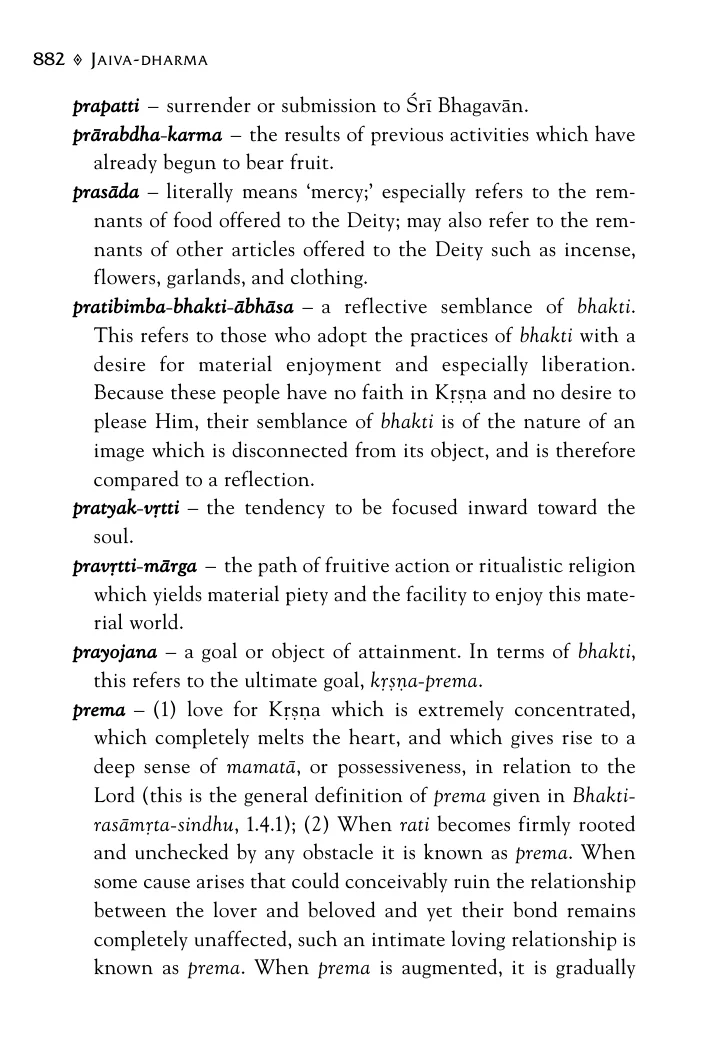 882 ◊ JAIVA-DHARMA
prapatti – surrender or submission to Śrī Bhagavān.
prārabdha-karma – the results of previous activities which have
already begun to bear fruit.
prasāda – literally means ‘mercy;’ especially refers to the rem-
nants of food offered to the Deity; may also refer to the rem-
nants of other articles offered to the Deity such as incense,
flowers, garlands, and clothing.
pratibimba-bhakti-ābhāsa – a reflective semblance of bhakti.
This refers to those who adopt the practices of bhakti with a
desire for material enjoyment and especially liberation.
Because these people have no faith in Kṛṣṇa and no desire to
please Him, their semblance of bhakti is of the nature of an
image which is disconnected from its object, and is therefore
compared to a reflection.
pratyak-vṛtti – the tendency to be focused inward toward the
soul.
pravṛtti-mārga – the path of fruitive action or ritualistic religion
which yields material piety and the facility to enjoy this mate-
rial world.
prayojana – a goal or object of attainment. In terms of bhakti,
this refers to the ultimate goal, kṛṣṇa-prema.
prema – (1) love for Kṛṣṇa which is extremely concentrated,
which completely melts the heart, and which gives rise to a
deep sense of mamatā, or possessiveness, in relation to the
Lord (this is the general definition of prema given in Bhakti-
rasāmṛta-sindhu, 1.4.1); (2) When rati becomes firmly rooted
and unchecked by any obstacle it is known as prema. When
some cause arises that could conceivably ruin the relationship
between the lover and beloved and yet their bond remains
completely unaffected, such an intimate loving relationship is
known as prema. When prema is augmented, it is gradually